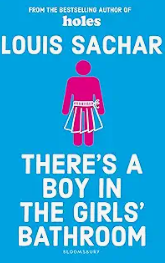 FROM THE BESTSELLING AUTHOR OF
holes
LOUIS SACHAR
THERE'S A
BOY IN
THE GIRLS'
BATHROOM
BLOOMSBURY